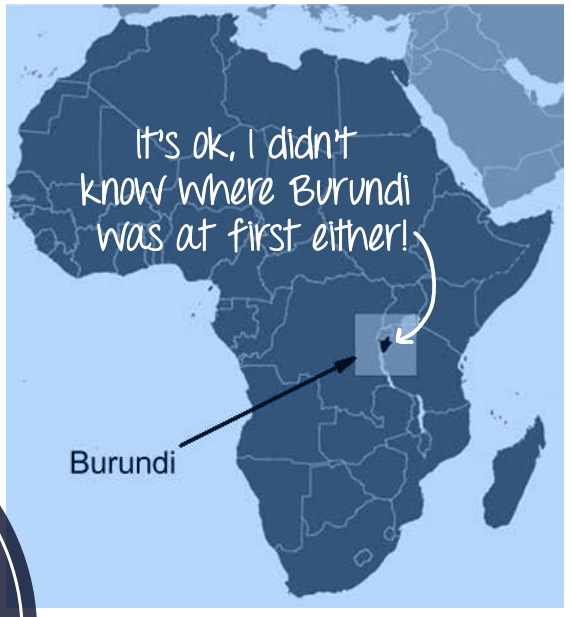 It's ok, I didn't
know where Burundi
was at first either!
Burundi